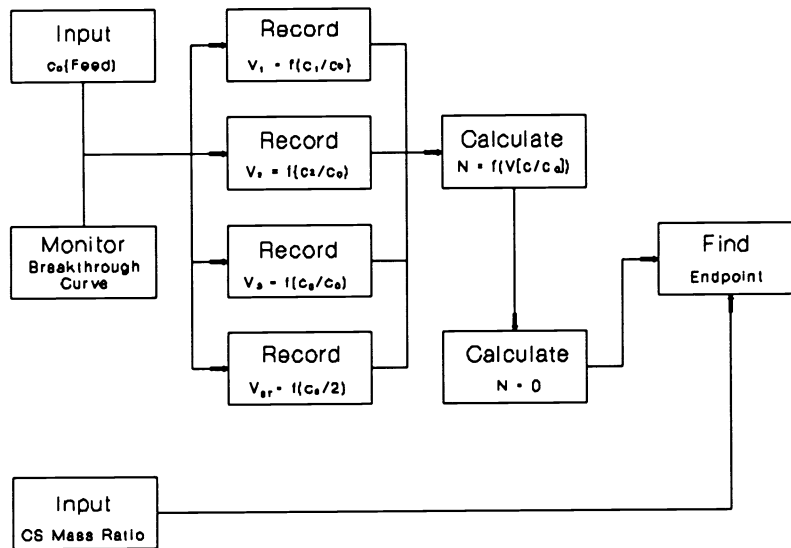 Input
c₀(Feed)
Monitor
Breakthrough
Curve
Record
V₁ = f(c₁/c₀)
Record
V₂ = f(c₂/c₀)
Record
V₃ = f(c₃/c₀)
Record
f(c₀/2)
Calculate
N = f(V[c/c₀])
Calculate
N = 0
Find
Endpoint
Input
CS Mass Ratio